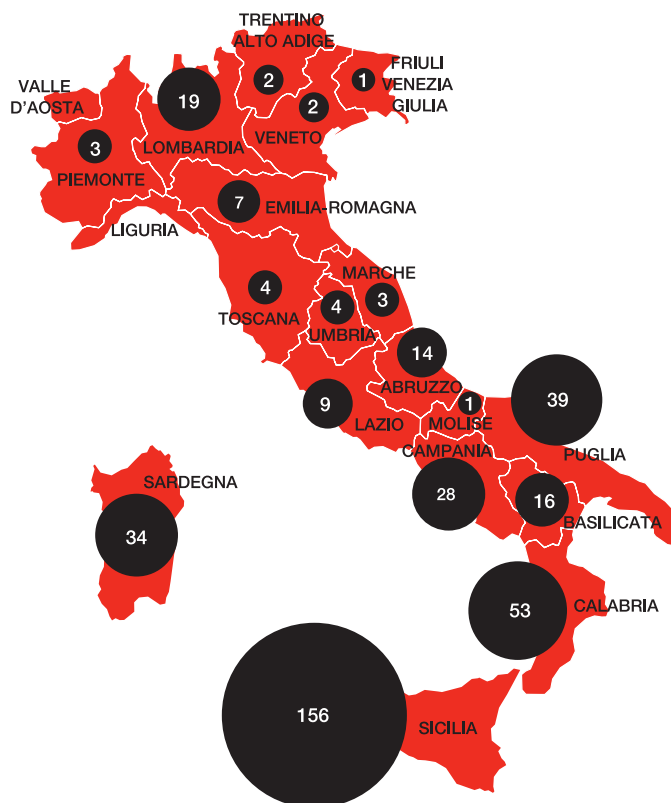 TRENTINO
ALTO ADIGE
FRIULI
VENEZIA
GIULIA
VALLE
D'AOSTA
2
1
19
2
VENETO
3
LOMBARDIA
PIEMONTE
7
EMILIA-ROMAGNA
LIGURIA
MARCHE
4
3
4
TOSCANA
UMBRIA
14
ABRUZZO
9
1
39
LAZIO
MOLISE
CAMPANIA
PUGLIA
SARDEGNA
28
16
BASILICATA
34
53
CALABRIA
156
SICILIA